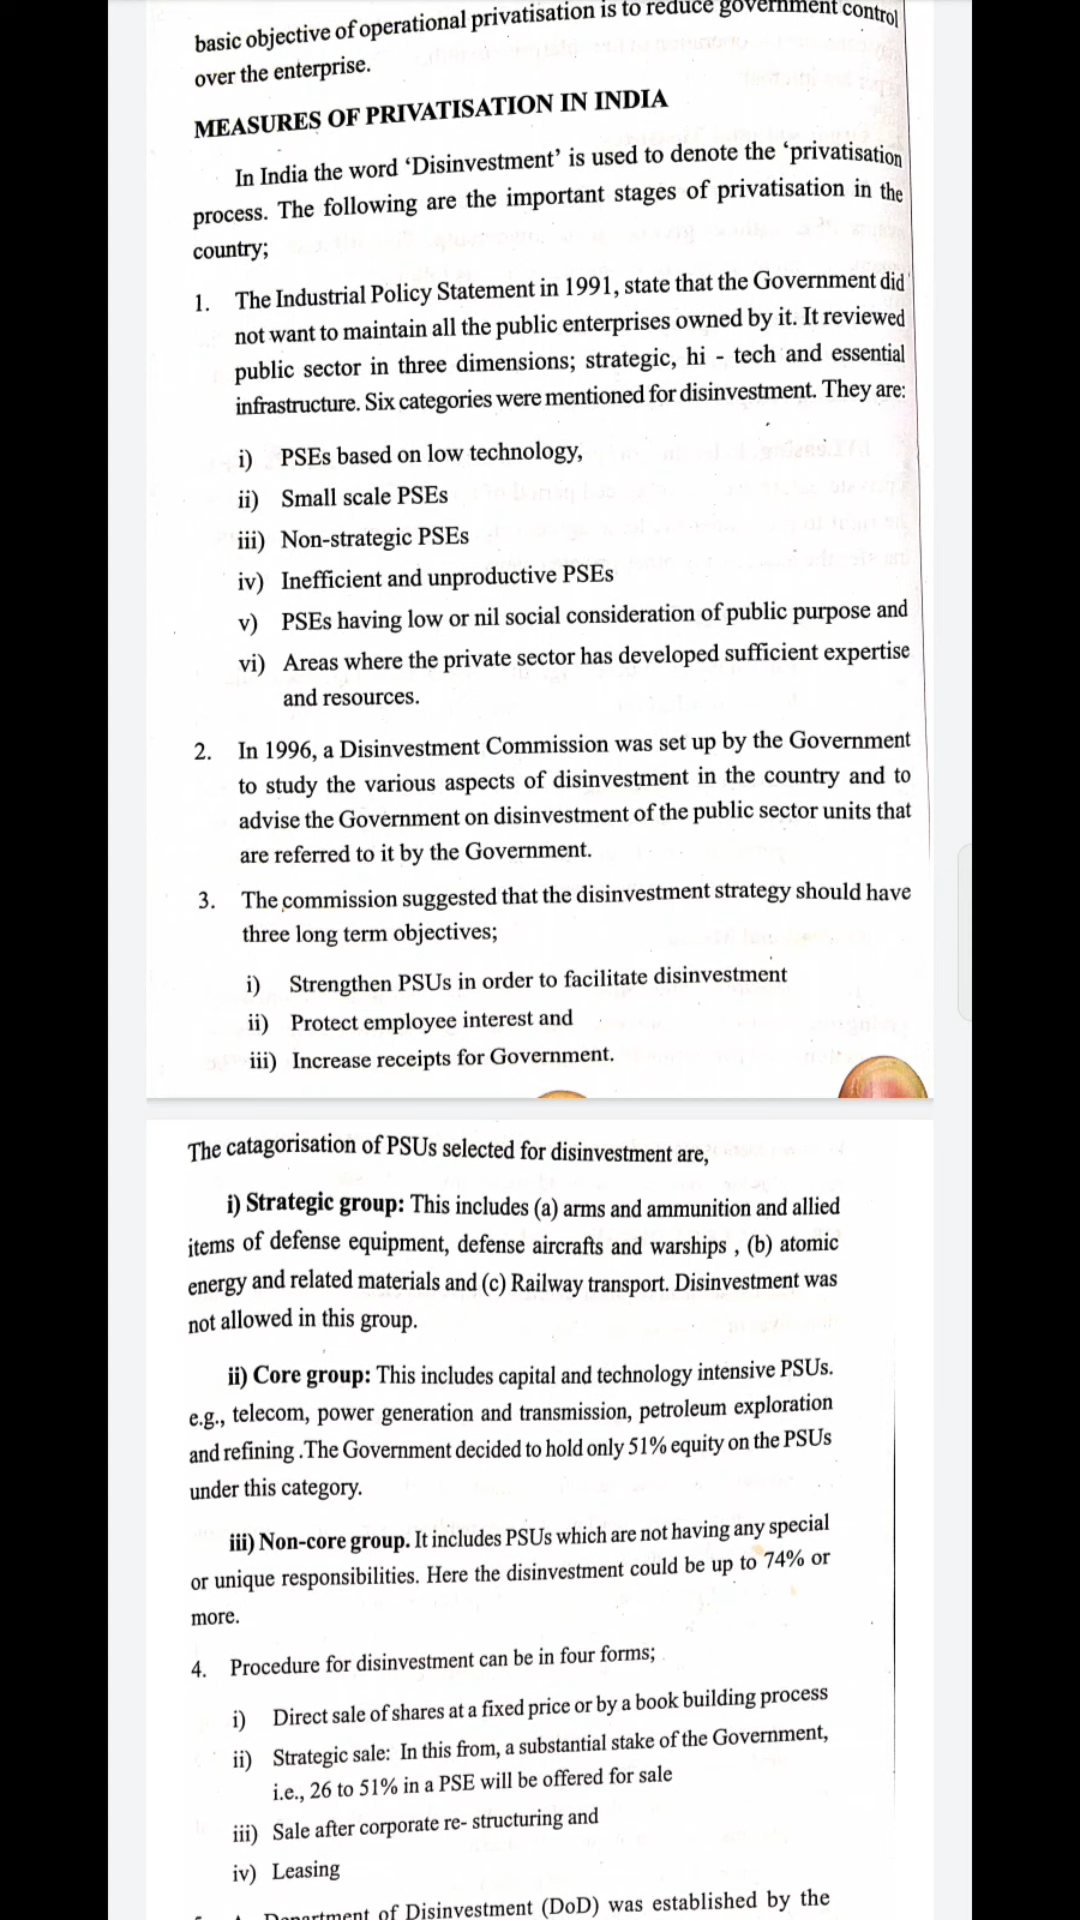 basic objective of operational privatisation is to reduce government control
over the enterprise.
MEASURES OF PRIVATISATION IN INDIA
In India the word ‘Disinvestment’ is used to denote the ‘privatisation
process. The following are the important stages of privatisation in the
country;
1. The Industrial Policy Statement in 1991, state that the Government did
not want to maintain all the public enterprises owned by it. It reviewed
public sector in three dimensions; strategic, hi - tech and essential
infrastructure. Six categories were mentioned for disinvestment. They are:
i) PSEs based on low technology,
ii) Small scale PSEs
iii) Non-strategic PSEs
iv) Inefficient and unproductive PSEs
v) PSEs having low or nil social consideration of public purpose and
vi) Areas where the private sector has developed sufficient expertise
and resources.
2. In 1996, a Disinvestment Commission was set up by the Government
to study the various aspects of disinvestment in the country and to
advise the Government on disinvestment of the public sector units that
are referred to it by the Government.
3. The commission suggested that the disinvestment strategy should have
three long term objectives;
i) Strengthen PSUs in order to facilitate disinvestment
ii) Protect employee interest and
iii) Increase receipts for Government.
The catagorisation of PSUs selected for disinvestment are,
i) Strategic group: This includes (a) arms and ammunition and allied
items of defense equipment, defense aircrafts and warships , (b) atomic
energy and related materials and (c) Railway transport. Disinvestment was
not allowed in this group.
ii) Core group: This includes capital and technology intensive PSUs.
e.g., telecom, power generation and transmission, petroleum exploration
and refining .The Government decided to hold only 51% equity on the PSUs
under this category.
iii) Non-core group. It includes PSUs which are not having any special
or unique responsibilities. Here the disinvestment could be up to 74% or
more.
4. Procedure for disinvestment can be in four forms;
i) Direct sale of shares at a fixed price or by a book building process
ii) Strategic sale: In this from, a substantial stake of the Government,
i.e., 26 to 51% in a PSE will be offered for sale
iii) Sale after corporate re- structuring and
iv) Leasing
Department of Disinvestment (DoD) was established by the